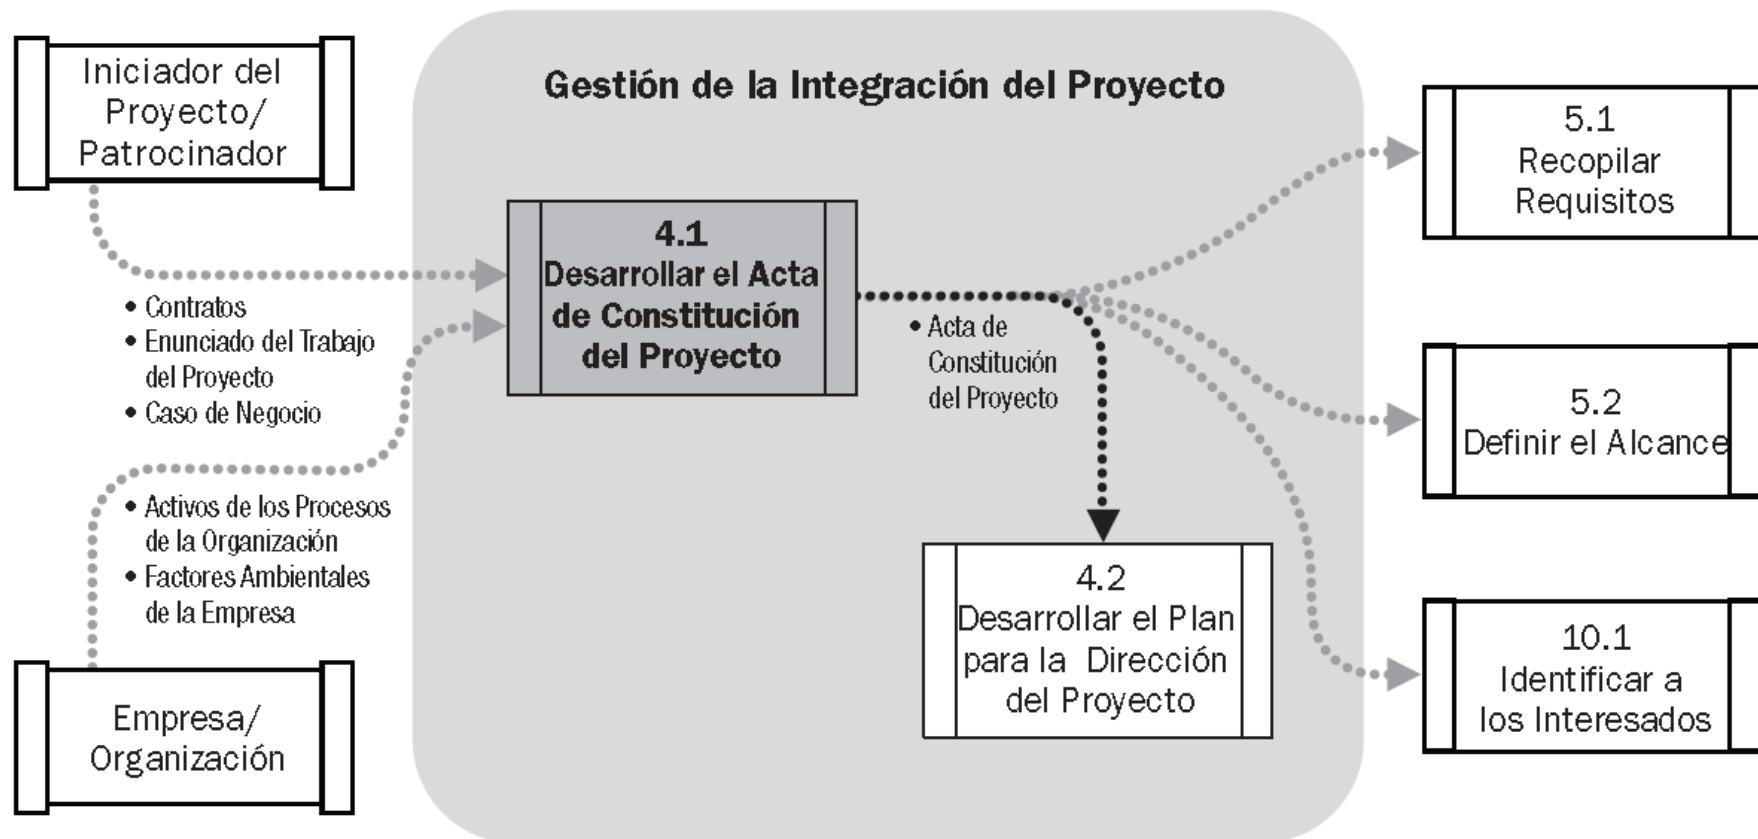 Iniciador del
Proyecto/
Patrocinador
Gestión de la Integración del Proyecto
4.1
Desarrollar el Acta
de Constitución
del Proyecto
• Contratos
• Enunciado del Trabajo
del Proyecto
• Caso de Negocio
• Activos de los Procesos
de la Organización
• Factores Ambientales
de la Empresa
Empresa/
Organización
• Acta de
Constitución
del Proyecto
4.2
Desarrollar el Plan
para la Dirección
del Proyecto
5.1
Recopilar
Requisitos
5.2
Definir el Alcance
10.1
Identificar a
los Interesados